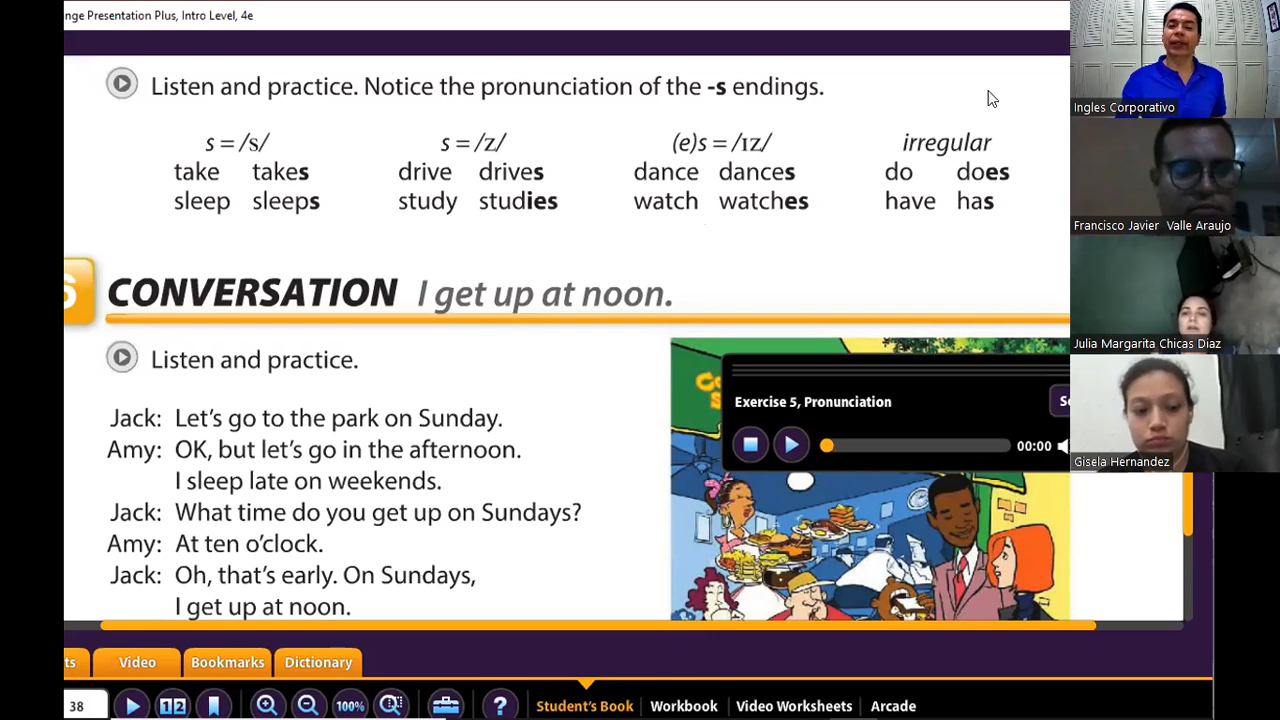 nge Presentation Plus, Intro Level, 4e
Listen and practice. Notice the pronunciation of the -s endings.
s = /s/ s = /z/ (e)s = /ɪz/ irregular
take takes drive drives dance dances do does
sleep sleeps study studies watch watches have has
CONVERSATION I get up at noon.
Listen and practice.
Jack: Let's go to the park on Sunday.
Amy: OK, but let's go in the afternoon.
I sleep late on weekends.
Jack: What time do you get up on Sundays?
Amy: At ten o'clock.
Jack: Oh, that's early. On Sundays,
I get up at noon.
Exercise 5, Pronunciation
00:00
Ingles Corporativo
Francisco Javier Valle Araujo
Julia Margarita Chicas Diaz
Gisela Hernandez
ts Video Bookmarks Dictionary
38 12 100% ? Student's Book Workbook Video Worksheets Arcade